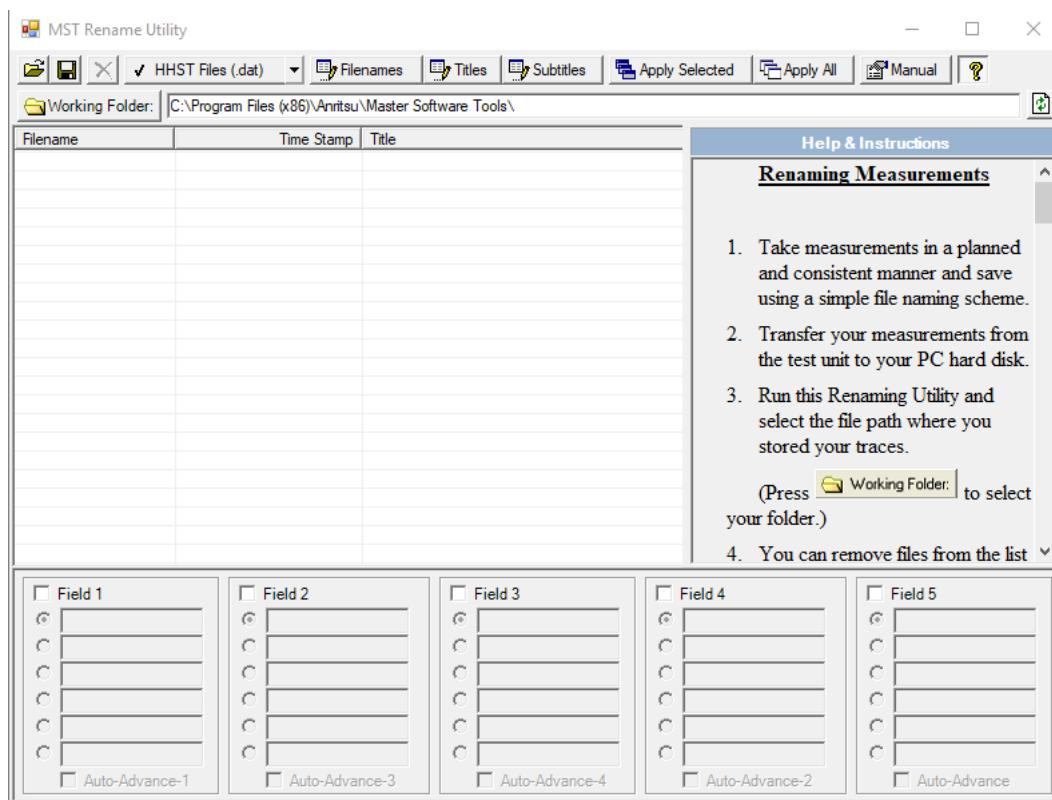 MST Rename Utility
HHST Files (.dat) Filenames Titles Subtitles Apply Selected Apply All Manual
Working Folder: C:\Program Files (x86)\Anritsu\Master Software Tools\
Filename Time Stamp Title
Help & Instructions
Renaming Measurements
1. Take measurements in a planned
and consistent manner and save
using a simple file naming scheme.
2. Transfer your measurements from
the test unit to your PC hard disk.
3. Run this Renaming Utility and
select the file path where you
stored your traces.
(Press Working Folder: to select
your folder.)
4. You can remove files from the list
Field 1 Field 2 Field 3 Field 4 Field 5
Auto-Advance-1 Auto-Advance-3 Auto-Advance-4 Auto-Advance-2 Auto-Advance